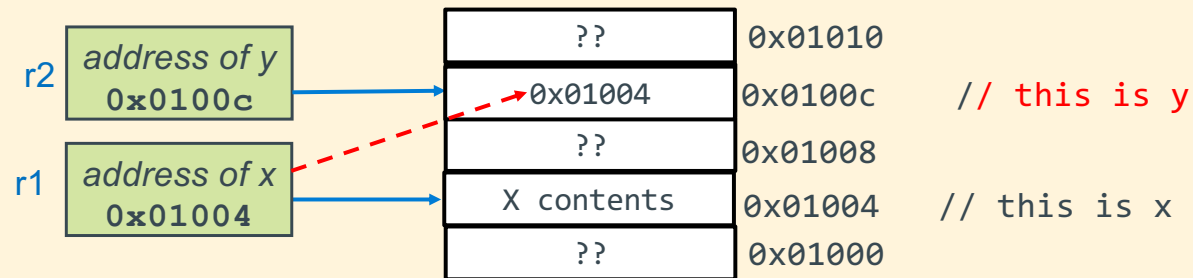 ?? 0x01010
r2 address of y
0x0100c
0x01004 0x0100c // this is y
?? 0x01008
r1 address of x
0x01004
X contents 0x01004 // this is x
?? 0x01000